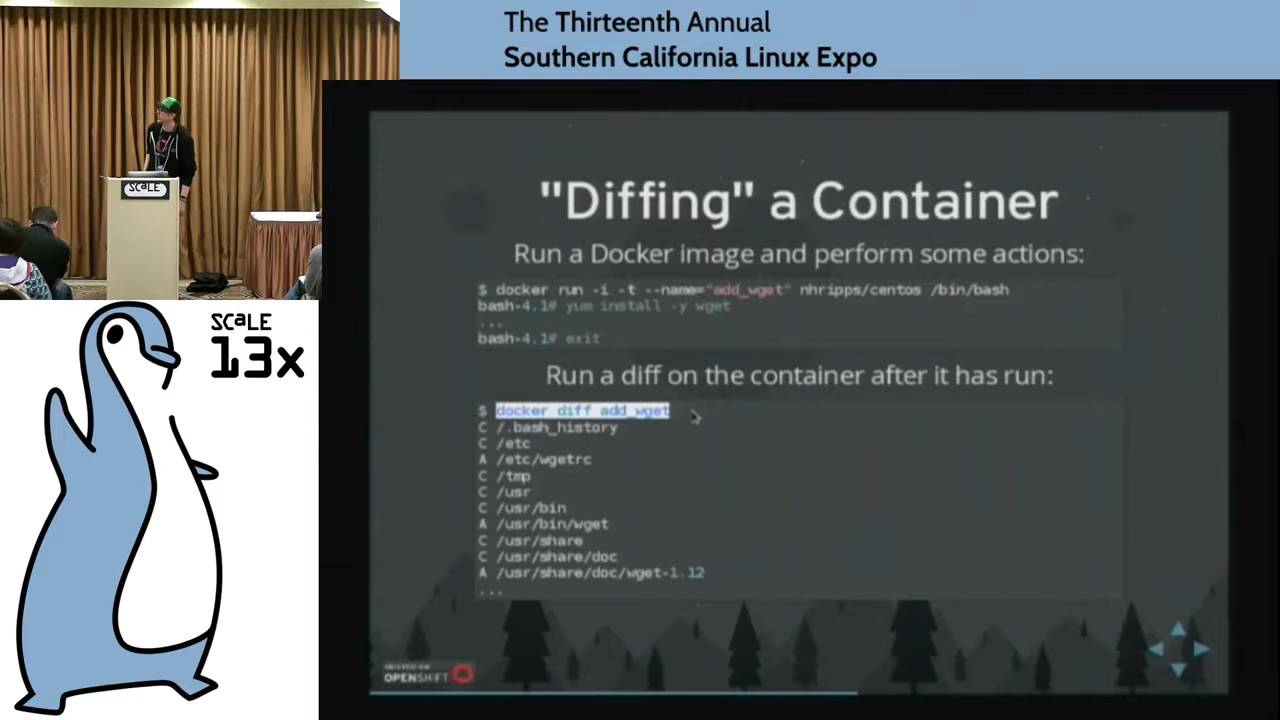 The Thirteenth Annual
Southern California Linux Expo
SCaLE
SCaLE
13x
"Diffing" a Container
Run a Docker image and perform some actions:
$ docker run -i -t --name="add_wget" nhripps/centos /bin/bash
bash-4.1# yum install -y wget
...
bash-4.1# exit
Run a diff on the container after it has run:
$ docker diff add_wget
C /.bash_history
C /etc
A /etc/wgetrc
C /tmp
C /usr
C /usr/bin
A /usr/bin/wget
C /usr/share
C /usr/share/doc
A /usr/share/doc/wget-1.12
...
OPENSHIFT